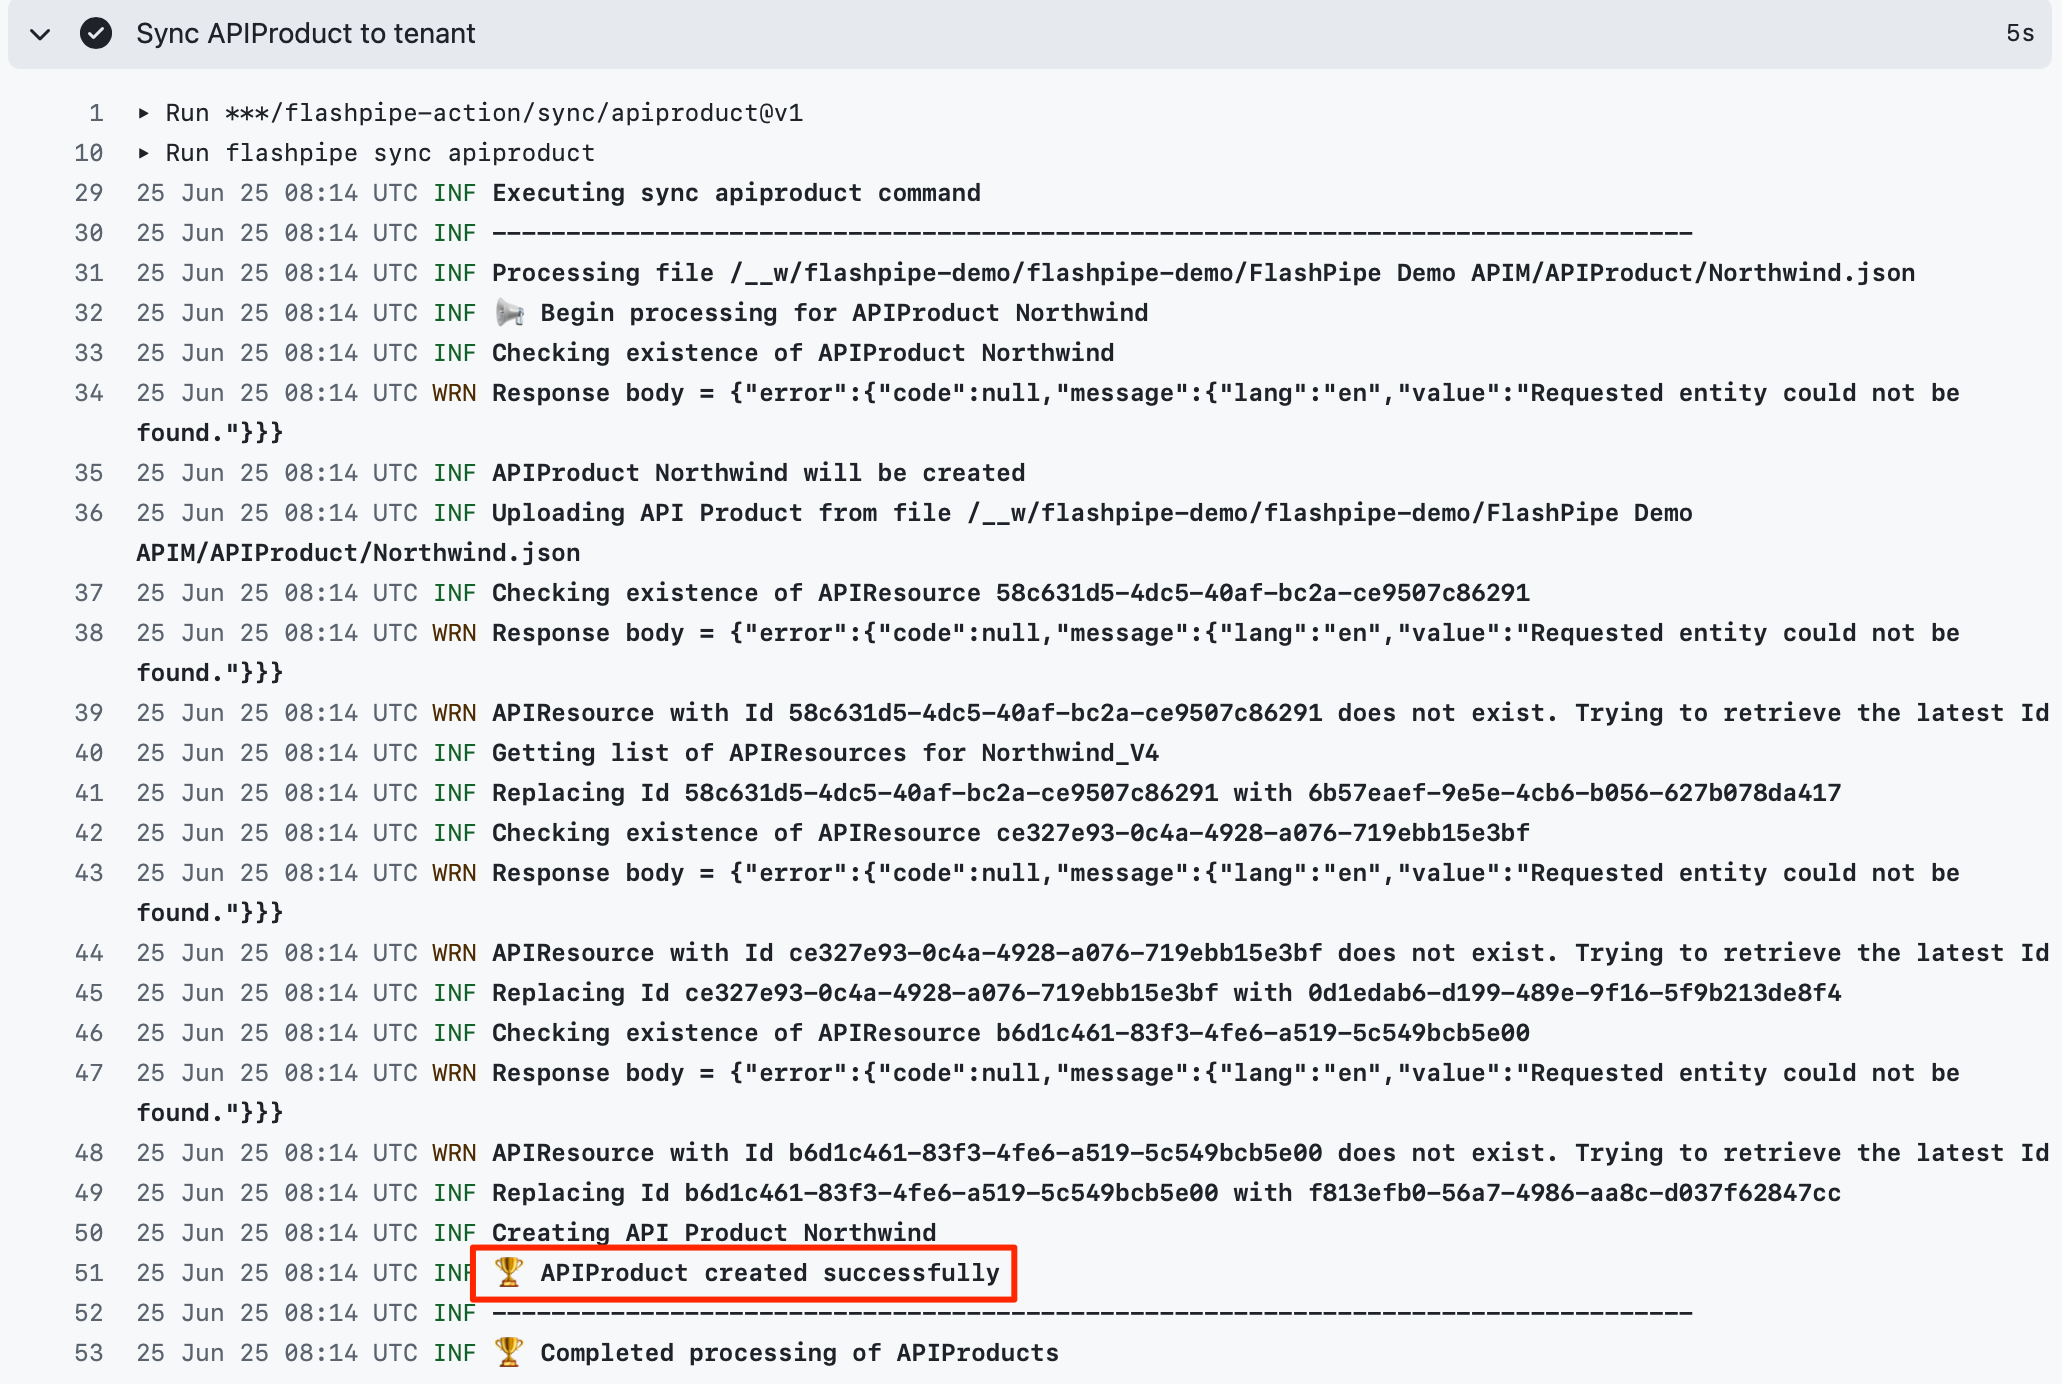 Sync APIProduct to tenant 5s
1 ▸ Run ***/flashpipe-action/sync/apiproduct@v1
10 ▸ Run flashpipe sync apiproduct
29 25 Jun 25 08:14 UTC INF Executing sync apiproduct command
30 25 Jun 25 08:14 UTC INF ---------------------------------------------------------------------------------
31 25 Jun 25 08:14 UTC INF Processing file /__w/flashpipe-demo/flashpipe-demo/FlashPipe Demo APIM/APIProduct/Northwind.json
32 25 Jun 25 08:14 UTC INF 📢 Begin processing for APIProduct Northwind
33 25 Jun 25 08:14 UTC INF Checking existence of APIProduct Northwind
34 25 Jun 25 08:14 UTC WRN Response body = {"error":{"code":null,"message":{"lang":"en","value":"Requested entity could not be
found."}}}
35 25 Jun 25 08:14 UTC INF APIProduct Northwind will be created
36 25 Jun 25 08:14 UTC INF Uploading API Product from file /__w/flashpipe-demo/flashpipe-demo/FlashPipe Demo
APIM/APIProduct/Northwind.json
37 25 Jun 25 08:14 UTC INF Checking existence of APIResource 58c631d5-4dc5-40af-bc2a-ce9507c86291
38 25 Jun 25 08:14 UTC WRN Response body = {"error":{"code":null,"message":{"lang":"en","value":"Requested entity could not be
found."}}}
39 25 Jun 25 08:14 UTC WRN APIResource with Id 58c631d5-4dc5-40af-bc2a-ce9507c86291 does not exist. Trying to retrieve the latest Id
40 25 Jun 25 08:14 UTC INF Getting list of APIResources for Northwind_V4
41 25 Jun 25 08:14 UTC INF Replacing Id 58c631d5-4dc5-40af-bc2a-ce9507c86291 with 6b57eaef-9e5e-4cb6-b056-627b078da417
42 25 Jun 25 08:14 UTC INF Checking existence of APIResource ce327e93-0c4a-4928-a076-719ebb15e3bf
43 25 Jun 25 08:14 UTC WRN Response body = {"error":{"code":null,"message":{"lang":"en","value":"Requested entity could not be
found."}}}
44 25 Jun 25 08:14 UTC WRN APIResource with Id ce327e93-0c4a-4928-a076-719ebb15e3bf does not exist. Trying to retrieve the latest Id
45 25 Jun 25 08:14 UTC INF Replacing Id ce327e93-0c4a-4928-a076-719ebb15e3bf with 0d1edab6-d199-489e-9f16-5f9b213de8f4
46 25 Jun 25 08:14 UTC INF Checking existence of APIResource b6d1c461-83f3-4fe6-a519-5c549bcb5e00
47 25 Jun 25 08:14 UTC WRN Response body = {"error":{"code":null,"message":{"lang":"en","value":"Requested entity could not be
found."}}}
48 25 Jun 25 08:14 UTC WRN APIResource with Id b6d1c461-83f3-4fe6-a519-5c549bcb5e00 does not exist. Trying to retrieve the latest Id
49 25 Jun 25 08:14 UTC INF Replacing Id b6d1c461-83f3-4fe6-a519-5c549bcb5e00 with f813efb0-56a7-4986-aa8c-d037f62847cc
50 25 Jun 25 08:14 UTC INF Creating API Product Northwind
51 25 Jun 25 08:14 UTC INF 🏆 APIProduct created successfully
52 25 Jun 25 08:14 UTC INF ---------------------------------------------------------------------------------
53 25 Jun 25 08:14 UTC INF 🏆 Completed processing of APIProducts